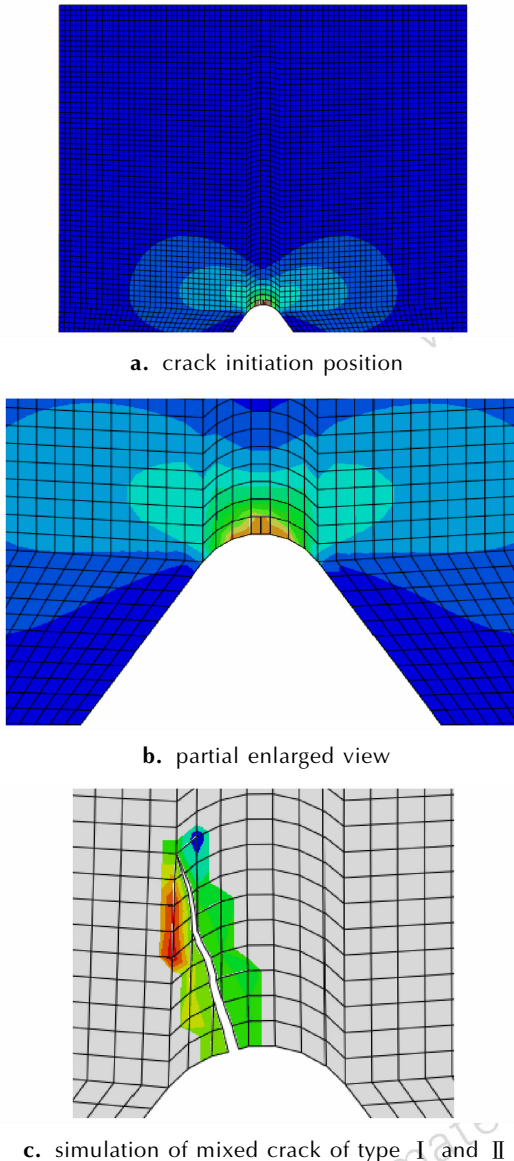 a. crack initiation position
b. partial enlarged view
c. simulation of mixed crack of type Ⅰ and Ⅱ